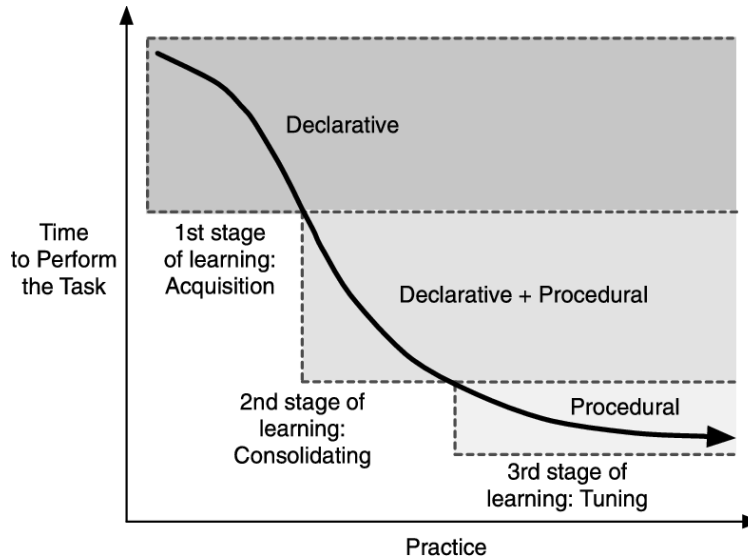 Declarative
Time
to Perform
the Task
1st stage
of learning:
Acquisition
Declarative + Procedural
2nd stage of
learning:
Consolidating
Procedural
3rd stage of
learning: Tuning
Practice